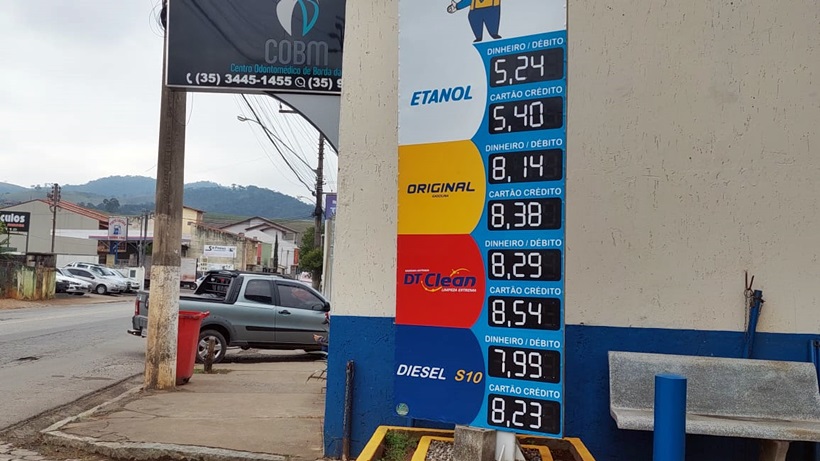 COBM
Centro Odontomédico de Borda da
(35) 3445-1455 (35) 9
culos
ETANOL
DINHEIRO / DÉBITO
5,24
CARTÃO CRÉDITO
5,40
ORIGINAL
DINHEIRO / DÉBITO
8,14
CARTÃO CRÉDITO
8,38
DT Clean
DINHEIRO / DÉBITO
8,29
CARTÃO CRÉDITO
8,54
DIESEL S10
DINHEIRO / DÉBITO
7,99
CARTÃO CRÉDITO
8,23